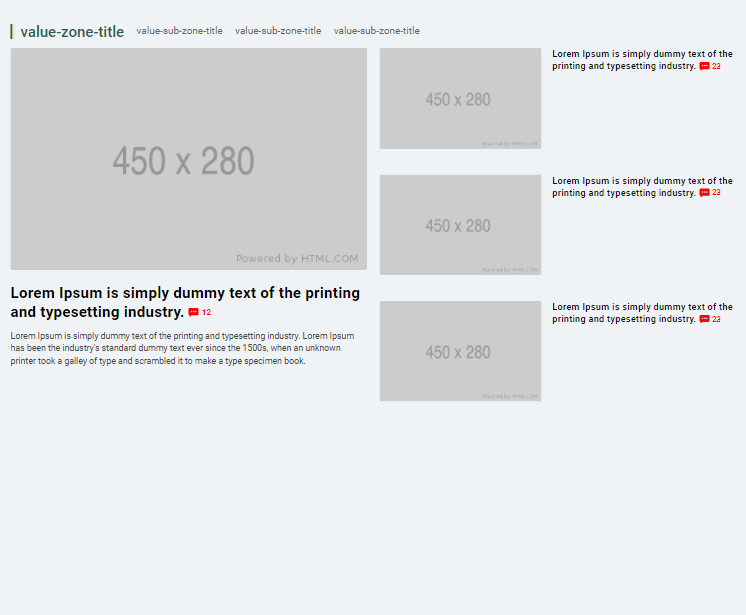 value-zone-title value-sub-zone-title value-sub-zone-title value-sub-zone-title
450 x 280
Powered by HTML.COM
Lorem Ipsum is simply dummy text of the printing
and typesetting industry. 12
Lorem Ipsum is simply dummy text of the printing and typesetting industry. Lorem Ipsum
has been the industry's standard dummy text ever since the 1500s, when an unknown
printer took a galley of type and scrambled it to make a type specimen book.
450 x 280
Powered by HTML.COM
Lorem Ipsum is simply dummy text of the
printing and typesetting industry. 23
450 x 280
Powered by HTML.COM
Lorem Ipsum is simply dummy text of the
printing and typesetting industry. 23
450 x 280
Powered by HTML.COM
Lorem Ipsum is simply dummy text of the
printing and typesetting industry. 23